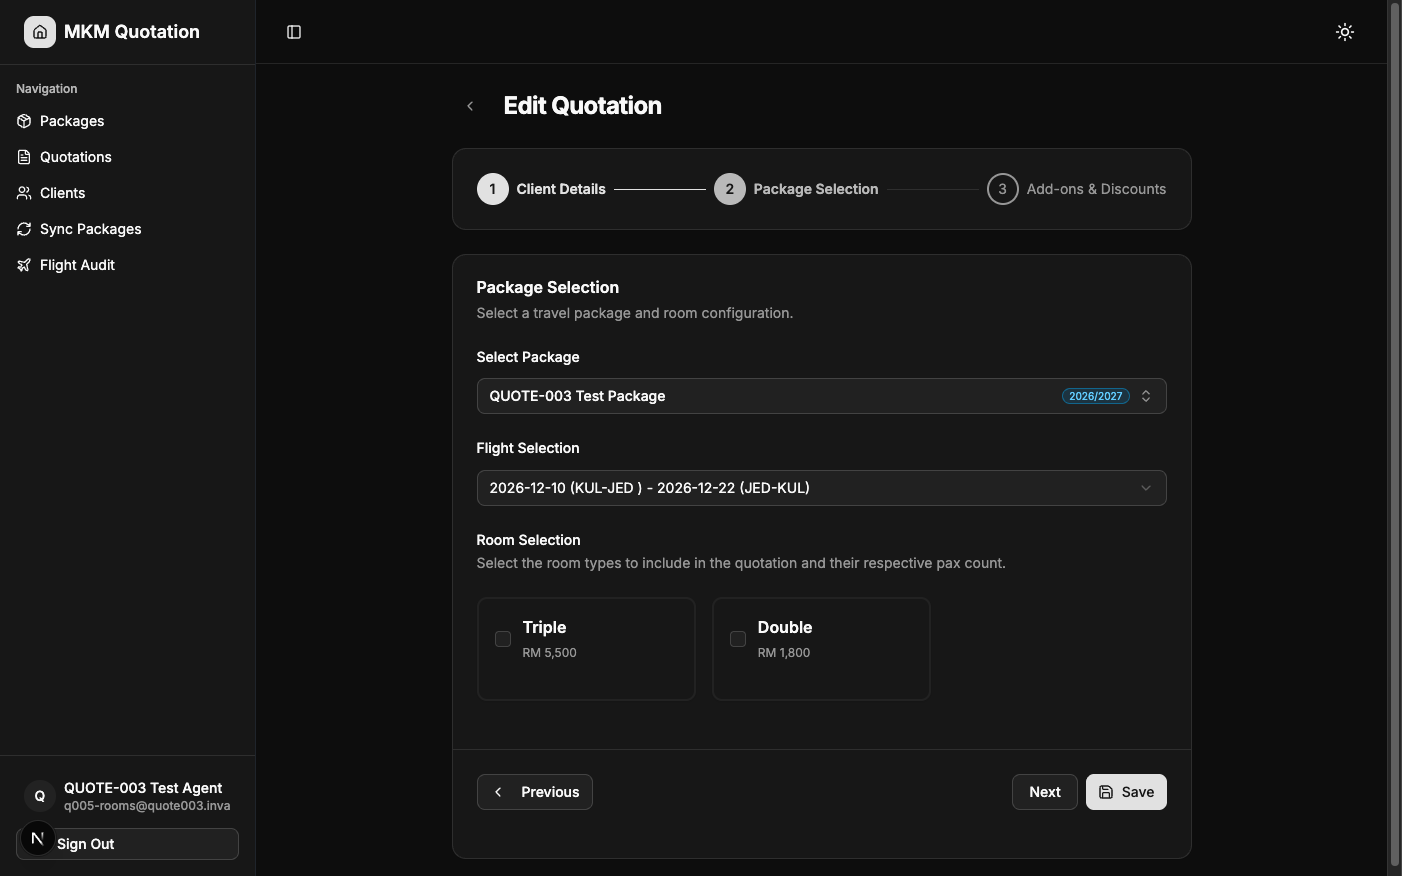 MKM Quotation
Navigation
Packages
Quotations
Clients
Sync Packages
Flight Audit
Edit Quotation
1 Client Details 2 Package Selection 3 Add-ons & Discounts
Package Selection
Select a travel package and room configuration.
Select Package
QUOTE-003 Test Package 2026/2027
Flight Selection
2026-12-10 (KUL-JED ) - 2026-12-22 (JED-KUL)
Room Selection
Select the room types to include in the quotation and their respective pax count.
Triple
RM 5,500
Double
RM 1,800
Previous
Next
Save
Q
QUOTE-003 Test Agent
q005-rooms@quote003.inva
N
Sign Out